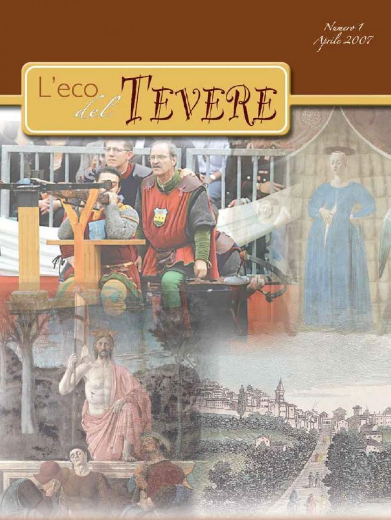 Numero 1
Aprile 2007
L'eco
del TEVERE